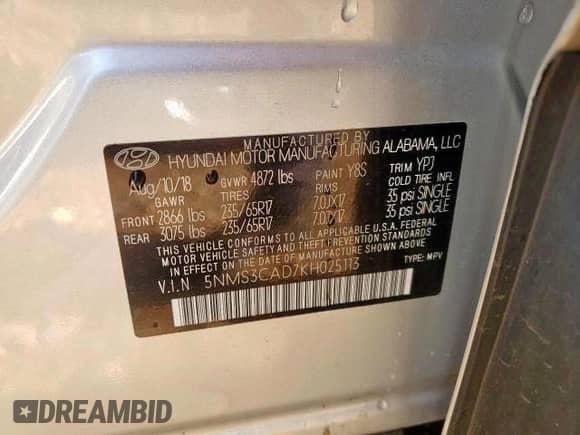 MANUFACTURED BY
HYUNDAI MOTOR MANUFACTURING ALABAMA, LLC
Aug/10/18 GVWR 4872 lbs PAINT Y8S TRIM YP7
GAWR TIRES RIMS COLD TIRE INFL
FRONT 2866 lbs 235/65R17 7.0JX17 35 psi SINGLE
REAR 3075 lbs 235/65R17 7.0JX17 35 psi SINGLE
THIS VEHICLE CONFORMS TO ALL APPLICABLE U.S.A. FEDERAL
MOTOR VEHICLE SAFETY AND THEFT PREVENTION STANDARDS
IN EFFECT ON THE DATE OF MANUFACTURE SHOWN ABOVE.
V.I.N 5NMS3CAD7KH025113 TYPE: MPV
DREAMBID